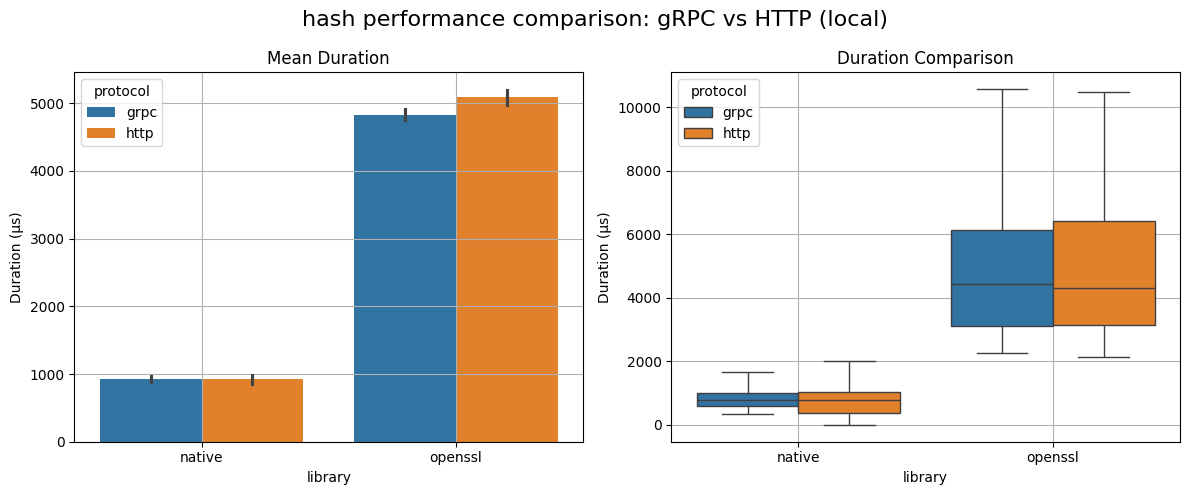 hash performance comparison: gRPC vs HTTP (local)
Mean Duration
protocol
grpc
http
Duration (µs)
5000
4000
3000
2000
1000
0
native
openssl
library
Duration Comparison
protocol
grpc
http
Duration (µs)
10000
8000
6000
4000
2000
0
native
openssl
library